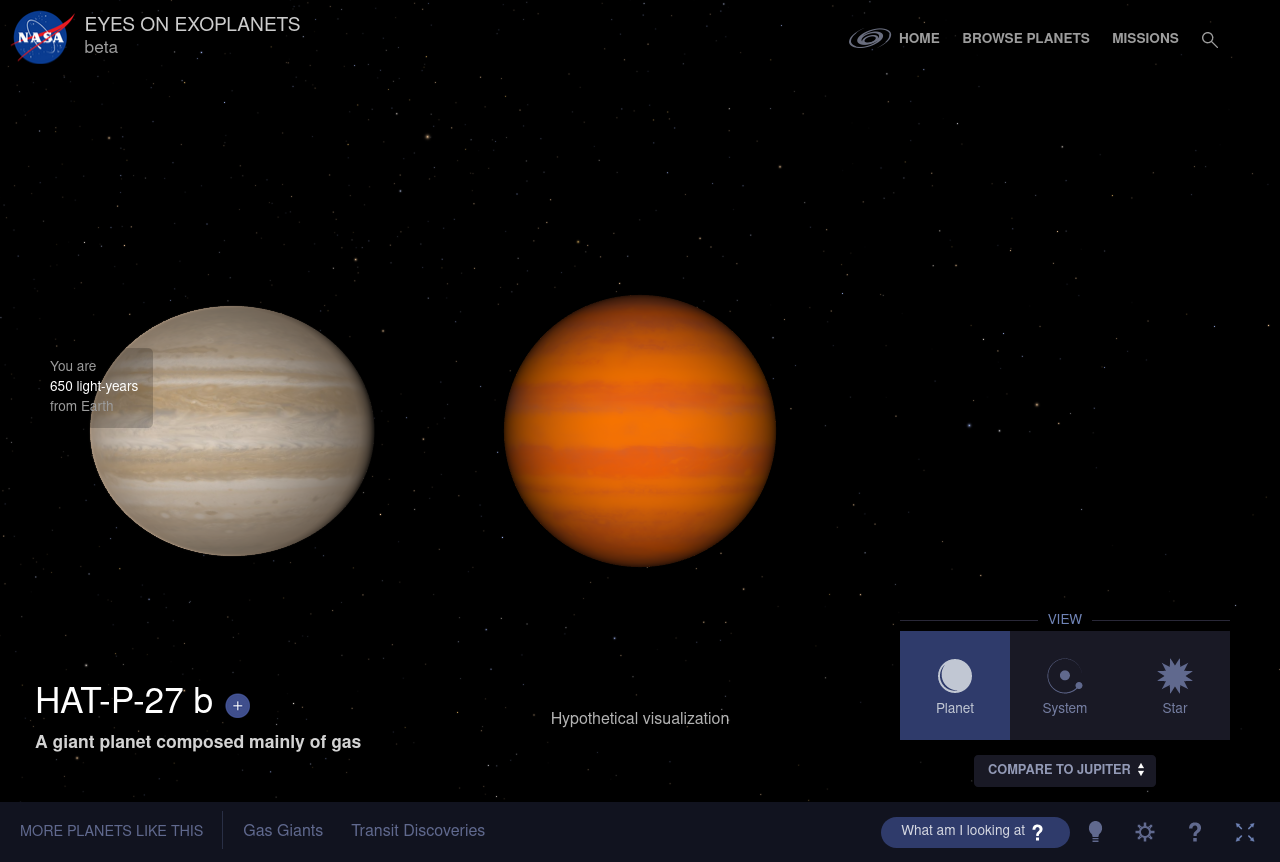 NASA
EYES ON EXOPLANETS
beta
HOME
BROWSE PLANETS
MISSIONS
You are
650 light-years
from Earth
VIEW
Planet
System
Star
HAT-P-27 b +
A giant planet composed mainly of gas
Hypothetical visualization
COMPARE TO JUPITER
MORE PLANETS LIKE THIS
Gas Giants
Transit Discoveries
What am I looking at ?
?